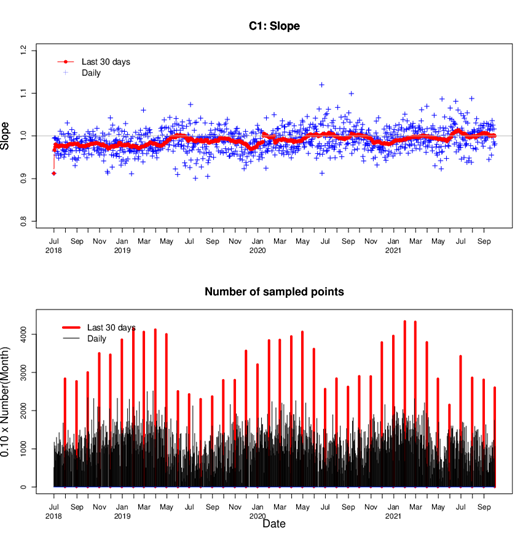 C1: Slope
Slope
1.2
1.1
1.0
0.9
0.8
Last 30 days
Daily
Jul Sep Nov Jan Mar May Jul Sep Nov Jan Mar May Jul Sep Nov Jan Mar May Jul Sep
2018 2019 2020 2021
Number of sampled points
0.10 x Number(Month)
4000
3000
2000
1000
0
Last 30 days
Daily
Jul Sep Nov Jan Mar May Jul Sep Nov Jan Mar May Jul Sep Nov Jan Mar May Jul Sep
2018 2019 2020 2021
Date